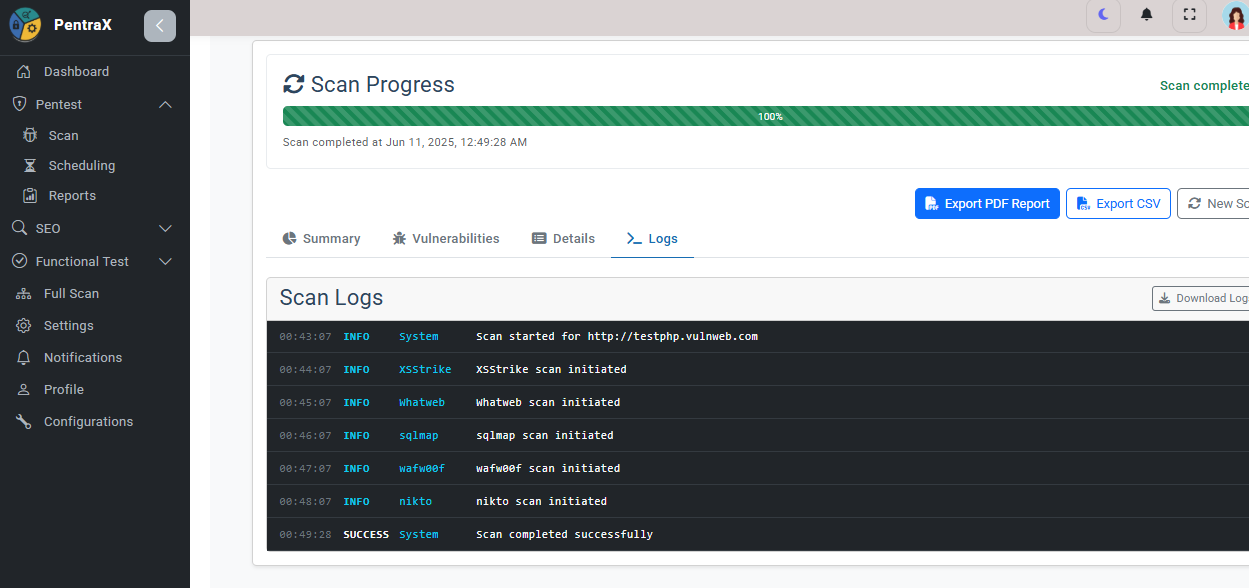 PentraX
Dashboard
Pentest
Scan
Scheduling
Reports
SEO
Functional Test
Full Scan
Settings
Notifications
Profile
Configurations
Scan Progress
Scan complete
100%
Scan completed at Jun 11, 2025, 12:49:28 AM
Export PDF Report Export CSV New Sc
Summary Vulnerabilities Details Logs
Scan Logs
Download Log
00:43:07 INFO System Scan started for http://testphp.vulnweb.com
00:44:07 INFO XSStrike XSStrike scan initiated
00:45:07 INFO Whatweb Whatweb scan initiated
00:46:07 INFO sqlmap sqlmap scan initiated
00:47:07 INFO wafw00f wafw00f scan initiated
00:48:07 INFO nikto nikto scan initiated
00:49:28 SUCCESS System Scan completed successfully